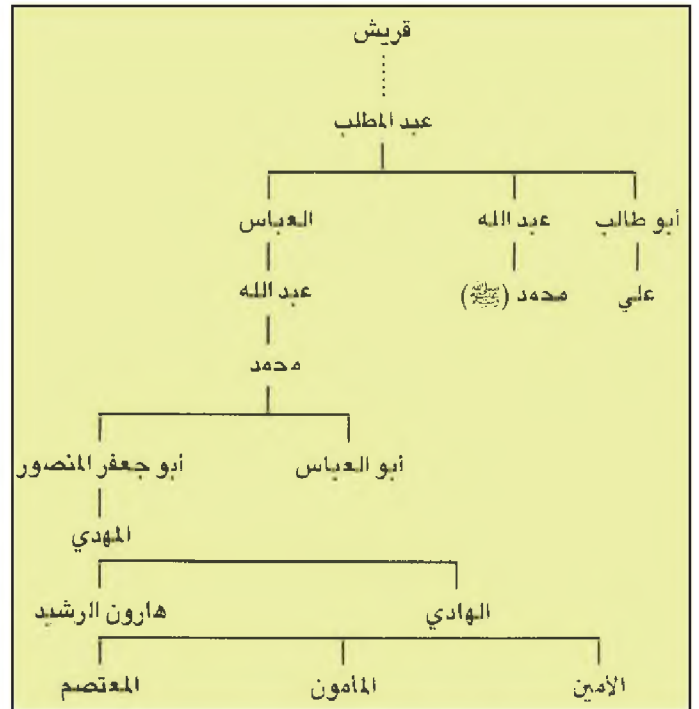 قريش
عبد المطلب
أبو طالب عبد الله العباس
علي محمد (ﷺ) عبد الله
محمد
أبو العباس أبو جعفر المنصور
المهدي
الهادي هارون الرشيد
الأمين المأمون المعتصم